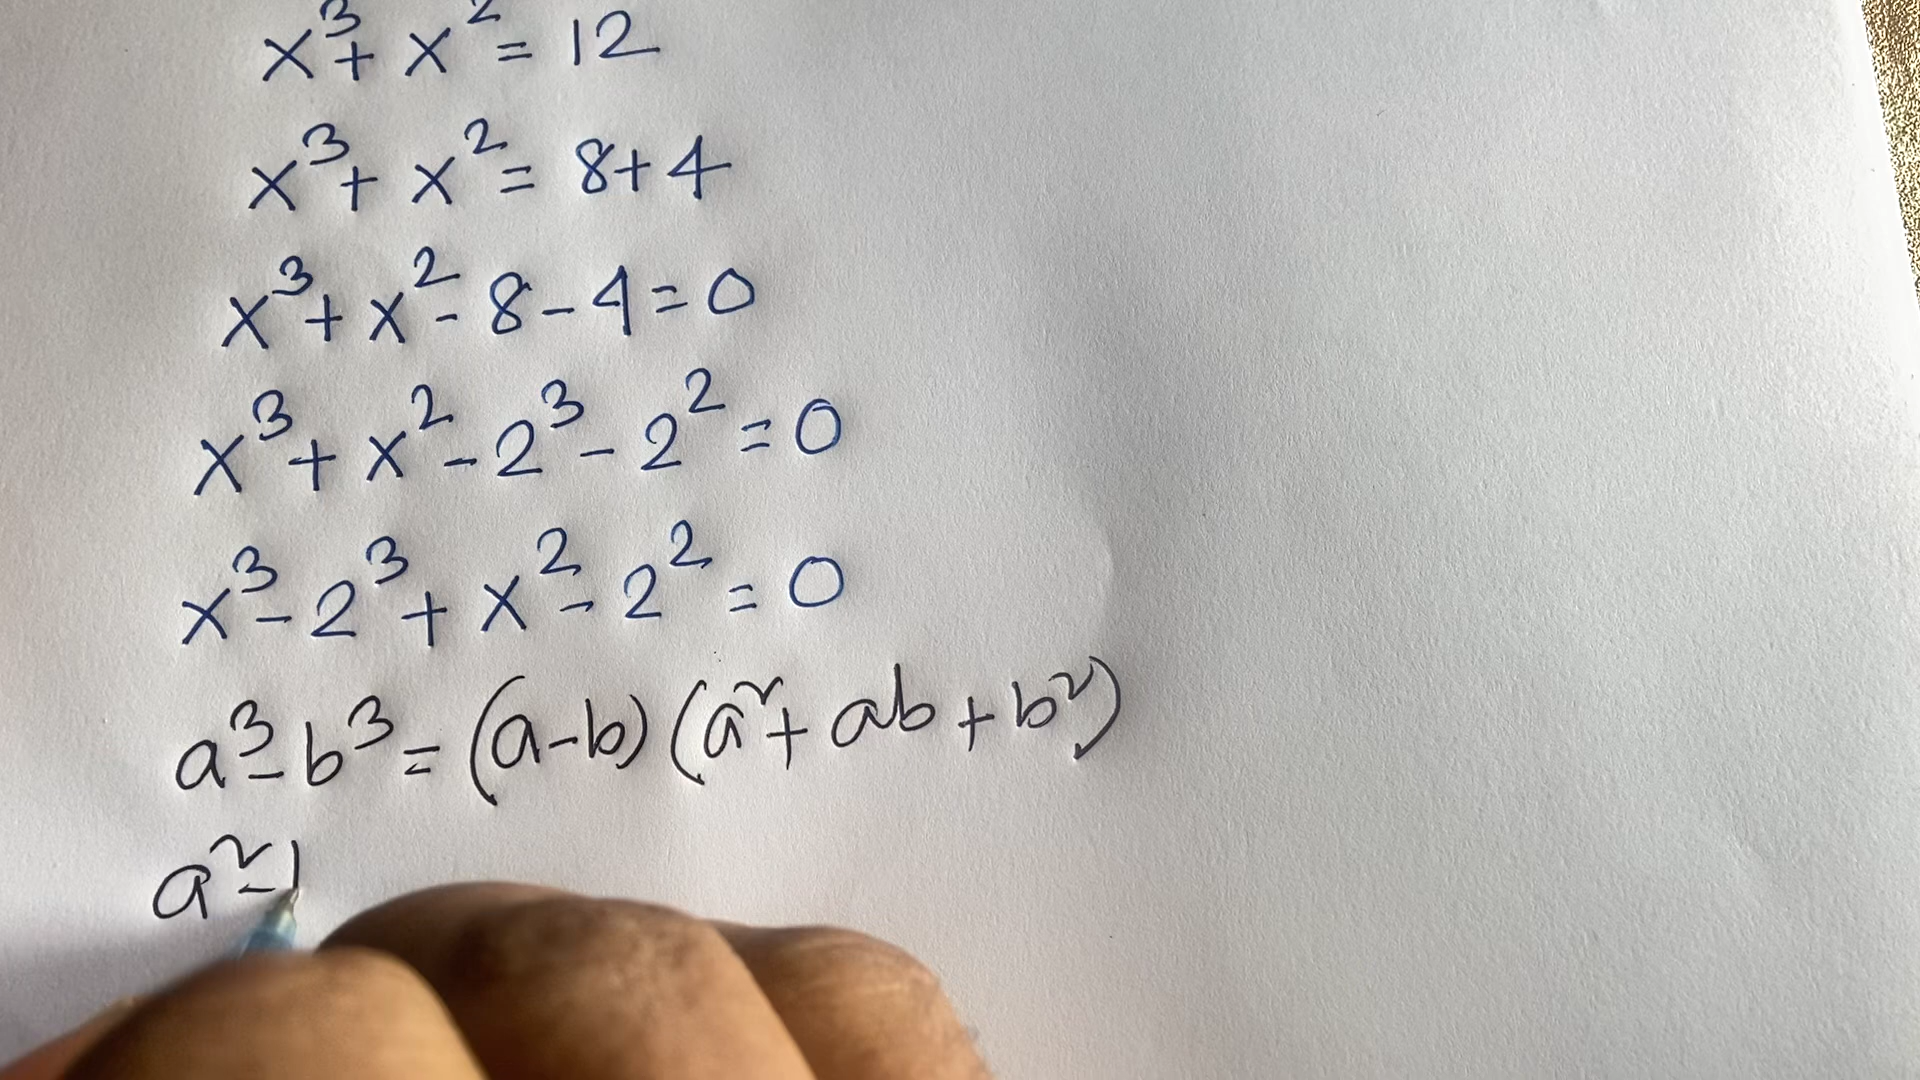 x³+x²=12
x³+x²=8+4
x³+x²-8-4=0
x³+x²-2³-2²=0
x³-2³+x²-2²=0
a³-b³=(a-b)(a²+ab+b²)
a²-